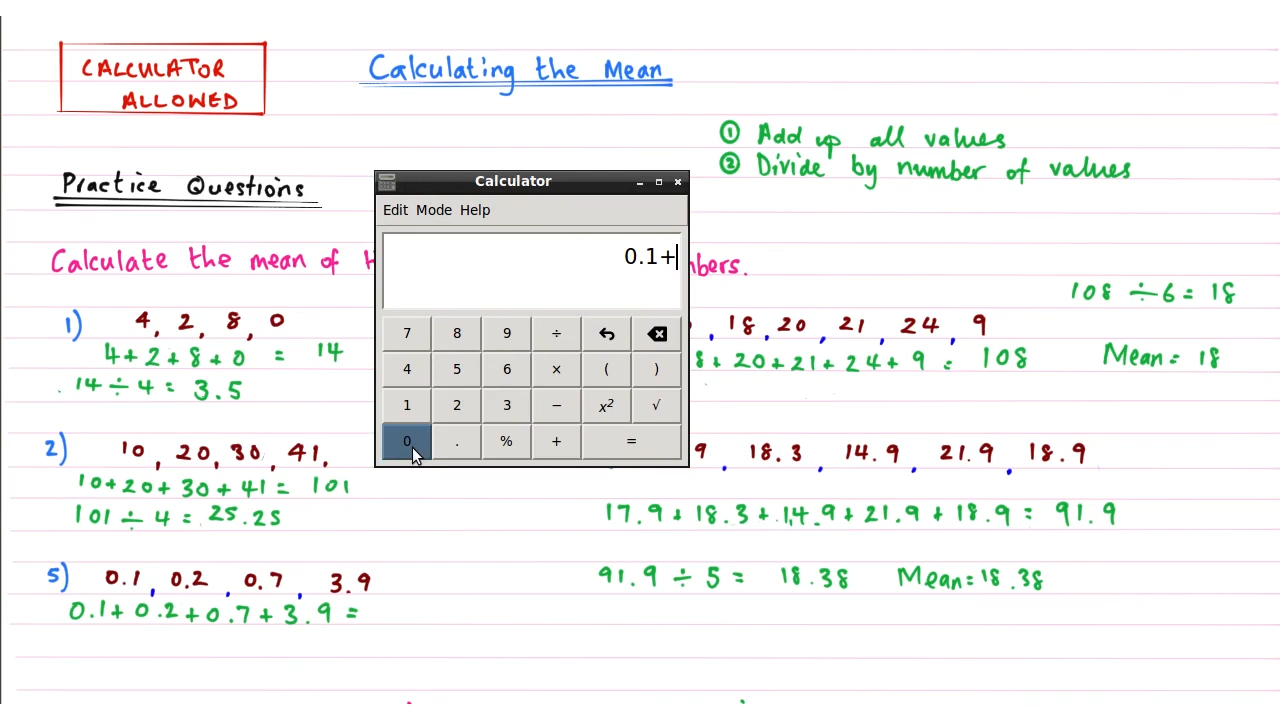 CALCULATOR ALLOWED
Calculating the Mean
① Add up all values
② Divide by number of values
Practice Questions
Calculate the mean of
Calculator
Edit Mode Help
0.1+
7 8 9 ÷
4 5 6 × ( )
1 2 3 − x² √
0 . % + =
108 ÷ 6 = 18
1) 4, 2, 8, 0
4 + 2 + 8 + 0 = 14
14 ÷ 4 = 3.5
, 18, 20, 21, 24, 9
8 + 20 + 21 + 24 + 9 = 108 Mean = 18
2) 10, 20, 30, 41,
10 + 20 + 30 + 41 = 101
101 ÷ 4 = 25.25
9, 18.3, 14.9, 21.9, 18.9
17.9 + 18.3 + 14.9 + 21.9 + 18.9 = 91.9
91.9 ÷ 5 = 18.38 Mean = 18.38
5) 0.1, 0.2, 0.7, 3.9
0.1 + 0.2 + 0.7 + 3.9 =